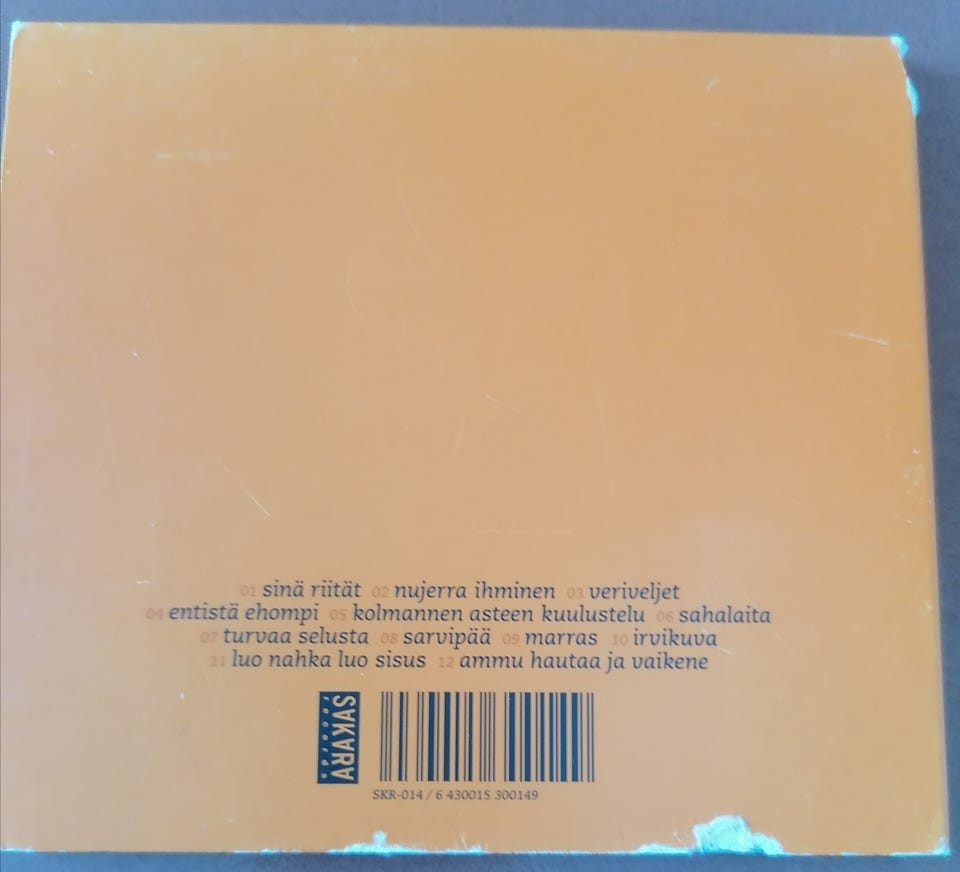 01 sinä riität 02 nujerra ihminen 03 veriveljet
04 entistä ehompi 05 kolmannen asteen kuulustelu 06 sahalaita
07 turvaa selusta 08 sarvipää 09 marras 10 irvikuva
11 luo nahka luo sisus 12 ammu hautaa ja vaikene
SAKARA
records
SKR-014 / 6 430015 300149